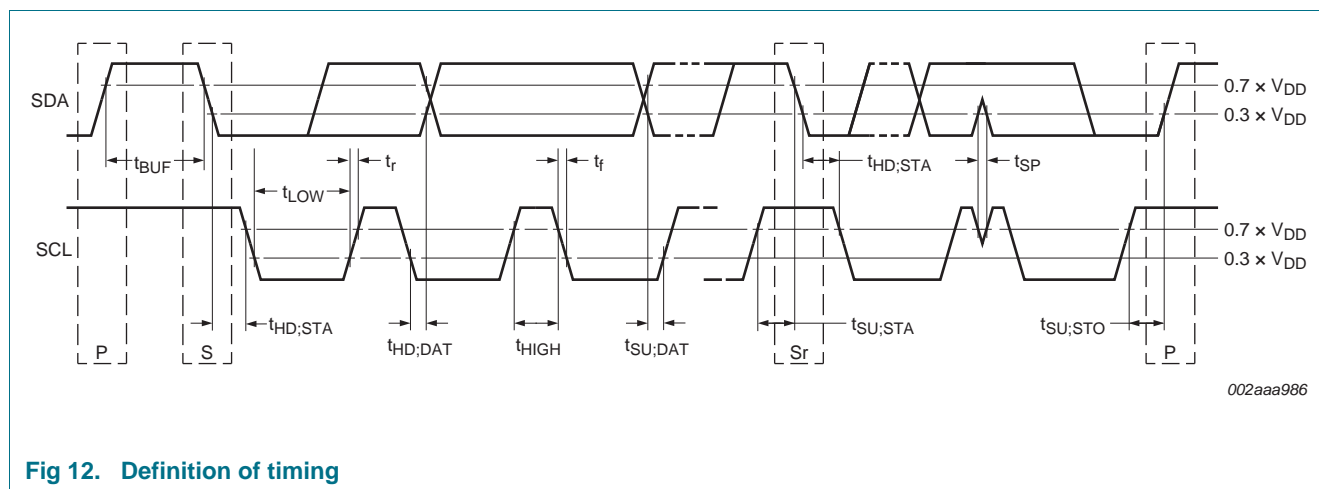 SDA
0.7 × VDD
0.3 × VDD
tBUF
tr
tf
tHD;STA
tSP
tLOW
SCL
0.7 × VDD
0.3 × VDD
tHD;STA
tHD;DAT
tHIGH
tSU;DAT
tSU;STA
tSU;STO
P
S
Sr
P
002aaa986
Fig 12. Definition of timing